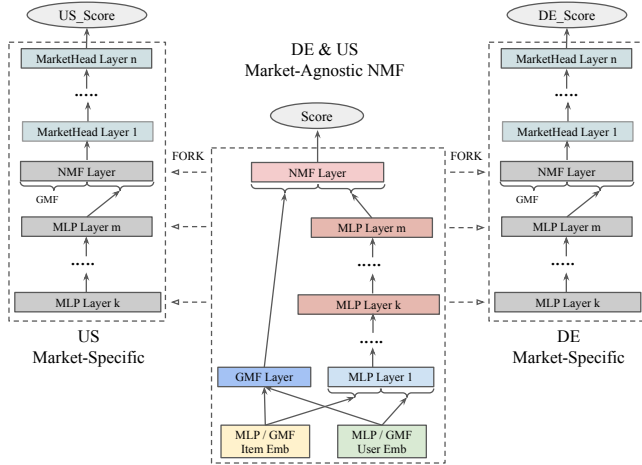 US_Score
MarketHead Layer n
.....
MarketHead Layer 1
NMF Layer
GMF
MLP Layer m
.....
MLP Layer k
US
Market-Specific
DE & US
Market-Agnostic NMF
Score
FORK
FORK
NMF Layer
MLP Layer m
.....
MLP Layer k
.....
GMF Layer
MLP Layer 1
MLP / GMF
Item Emb
MLP / GMF
User Emb
DE_Score
MarketHead Layer n
.....
MarketHead Layer 1
NMF Layer
GMF
MLP Layer m
.....
MLP Layer k
DE
Market-Specific